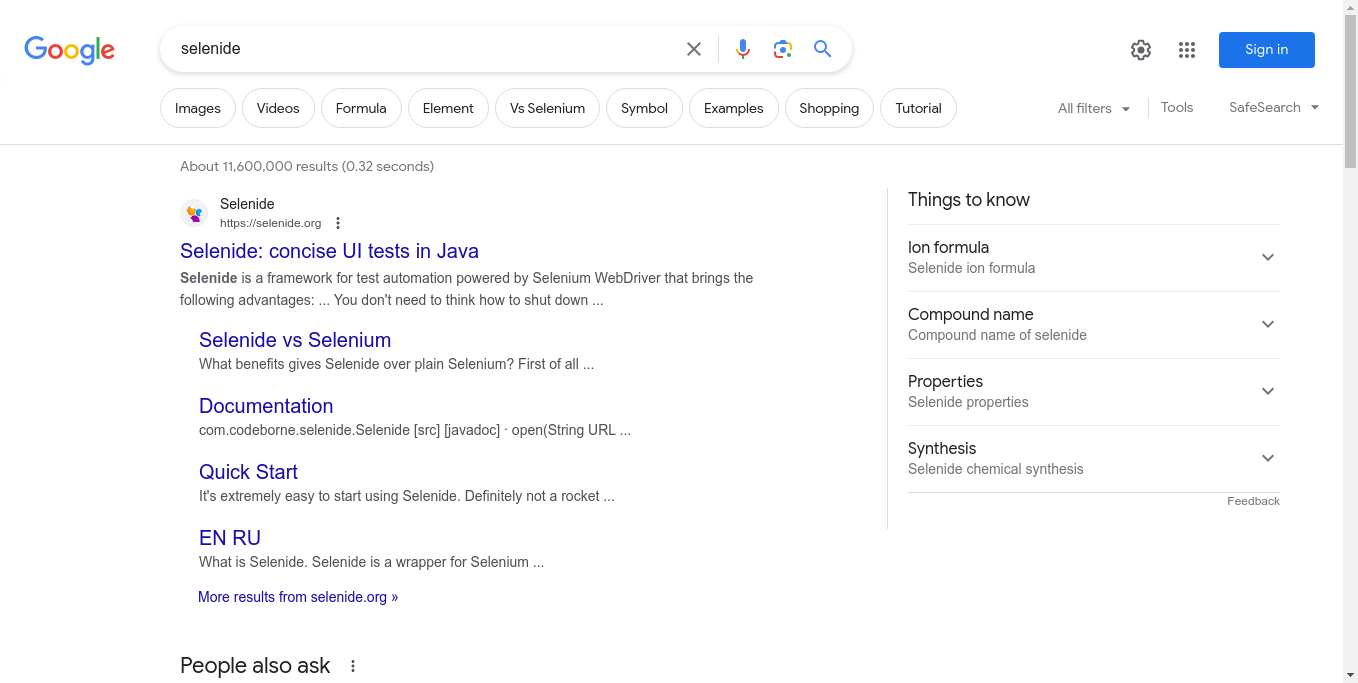 Google
selenide
Sign in
Images
Videos
Formula
Element
Vs Selenium
Symbol
Examples
Shopping
Tutorial
All filters
Tools
SafeSearch
About 11,600,000 results (0.32 seconds)
Selenide
https://selenide.org
Selenide: concise UI tests in Java
Selenide is a framework for test automation powered by Selenium WebDriver that brings the
following advantages: ... You don't need to think how to shut down ...
Selenide vs Selenium
What benefits gives Selenide over plain Selenium? First of all ...
Documentation
com.codeborne.selenide.Selenide [src] [javadoc] · open(String URL ...
Quick Start
It's extremely easy to start using Selenide. Definitely not a rocket ...
EN RU
What is Selenide. Selenide is a wrapper for Selenium ...
More results from selenide.org »
People also ask
Things to know
Ion formula
Selenide ion formula
Compound name
Compound name of selenide
Properties
Selenide properties
Synthesis
Selenide chemical synthesis
Feedback